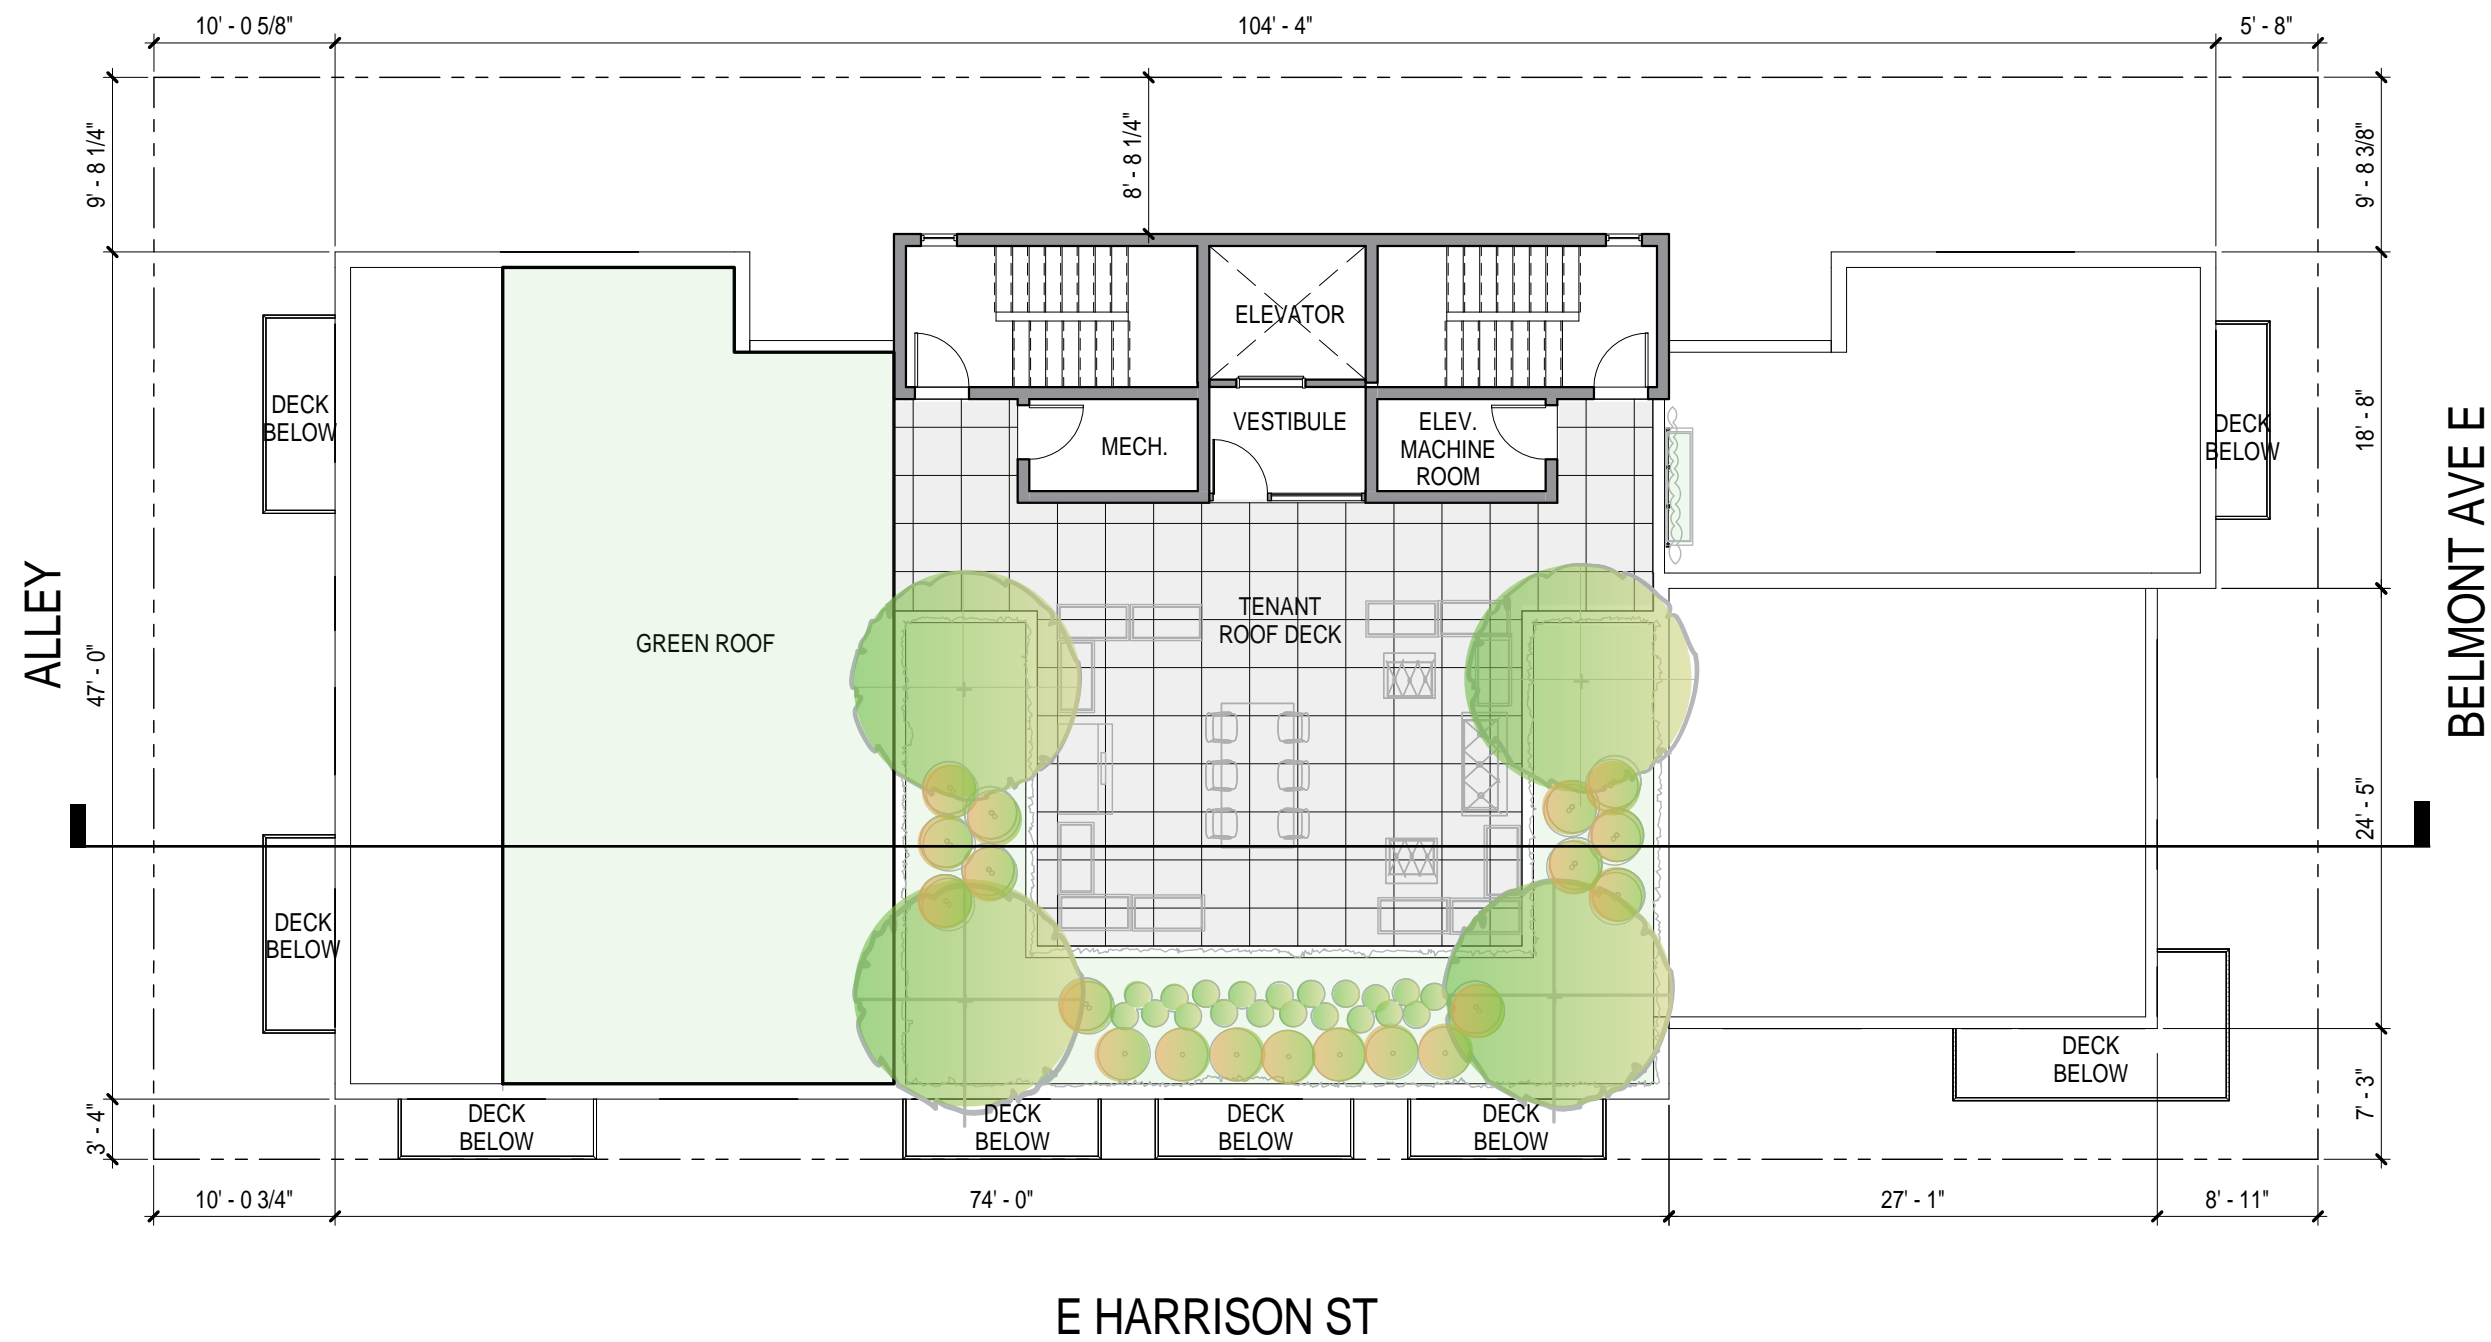 10' - 0 5/8"
104' - 4"
5' - 8"
9' - 8 1/4"
8' - 8 1/4"
9' - 8 3/8"
ELEVATOR
DECK
BELOW
MECH.
VESTIBULE
ELEV.
MACHINE
ROOM
18' - 8"
DECK
BELOW
BELMONT AVE E
ALLEY
47' - 0"
GREEN ROOF
TENANT
ROOF DECK
24' - 5"
DECK
BELOW
DECK
BELOW
3' - 4"
DECK
BELOW
DECK
BELOW
DECK
BELOW
DECK
BELOW
7' - 3"
10' - 0 3/4"
74' - 0"
27' - 1"
8' - 11"
E HARRISON ST